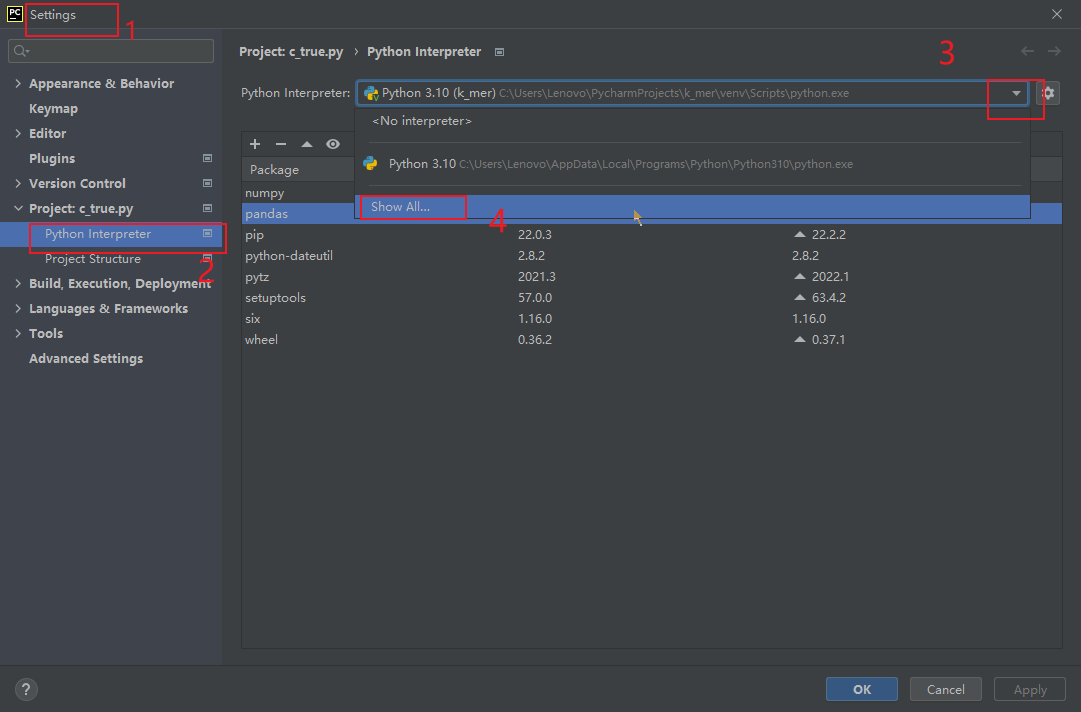 PC Settings
1
Appearance & Behavior
Keymap
Editor
Plugins
Version Control
Project: c_true.py
Python Interpreter
2
Project Structure
Build, Execution, Deployment
Languages & Frameworks
Tools
Advanced Settings
Project: c_true.py › Python Interpreter
3
Python Interpreter: Python 3.10 (k_mer) C:\Users\Lenovo\PycharmProjects\k_mer\venv\Scripts\python.exe
<No interpreter>
Python 3.10 C:\Users\Lenovo\AppData\Local\Programs\Python\Python310\python.exe
Show All...
4
Package
numpy
pandas
pip 22.0.3 22.2.2
python-dateutil 2.8.2 2.8.2
pytz 2021.3 2022.1
setuptools 57.0.0 63.4.2
six 1.16.0 1.16.0
wheel 0.36.2 0.37.1
?
OK Cancel Apply